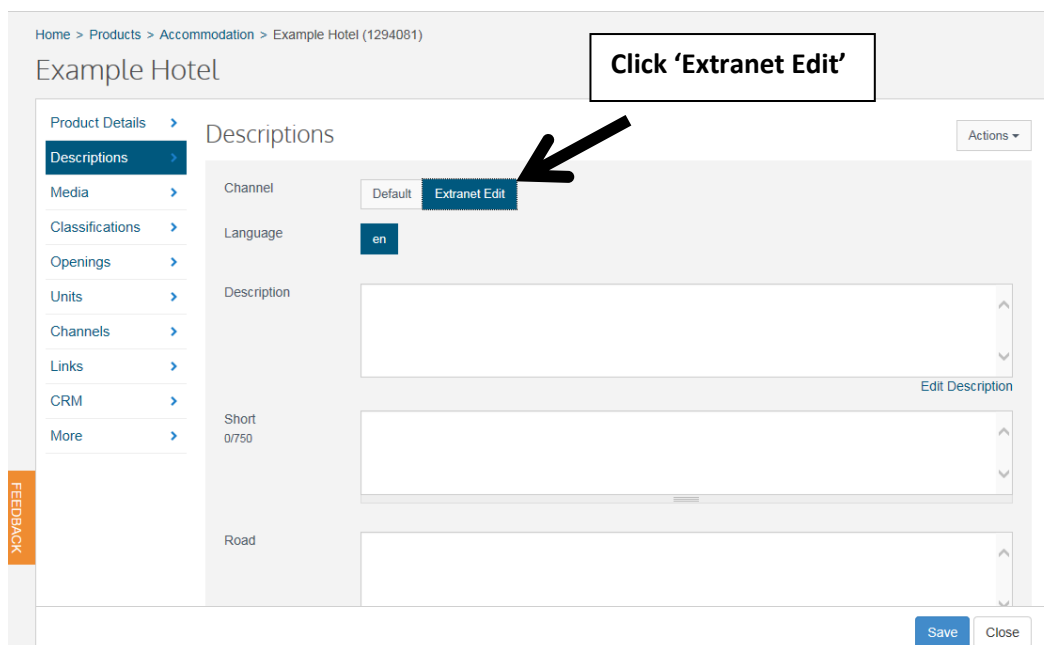 Home > Products > Accommodation > Example Hotel (1294081)
Example Hotel
Click ‘Extranet Edit’
Product Details
Descriptions
Media
Classifications
Openings
Units
Channels
Links
CRM
More
Descriptions
Actions
Channel
Default
Extranet Edit
Language
en
Description
Edit Description
Short
0/750
Road
FEEDBACK
Save
Close